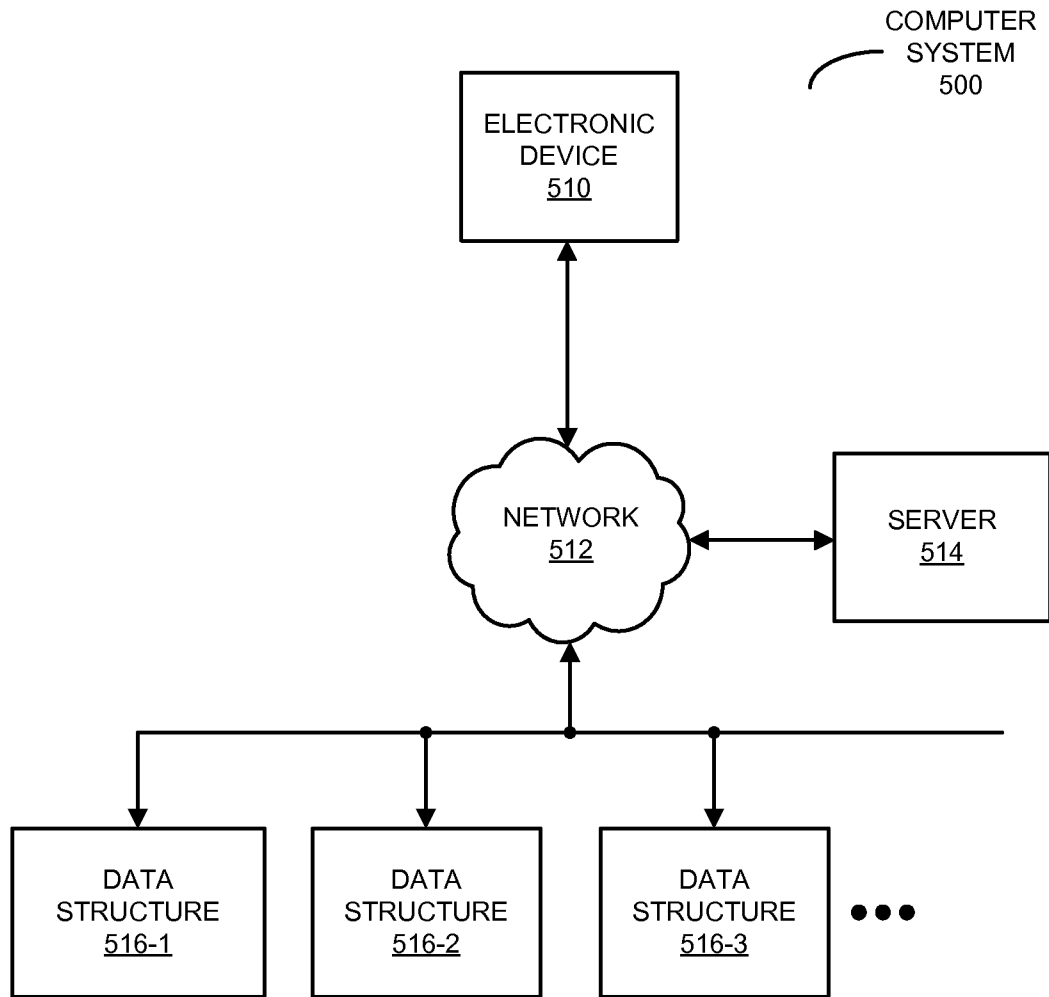 COMPUTER
SYSTEM
500
ELECTRONIC
DEVICE
510
NETWORK
512
SERVER
514
DATA
STRUCTURE
516-1
DATA
STRUCTURE
516-2
DATA
STRUCTURE
516-3